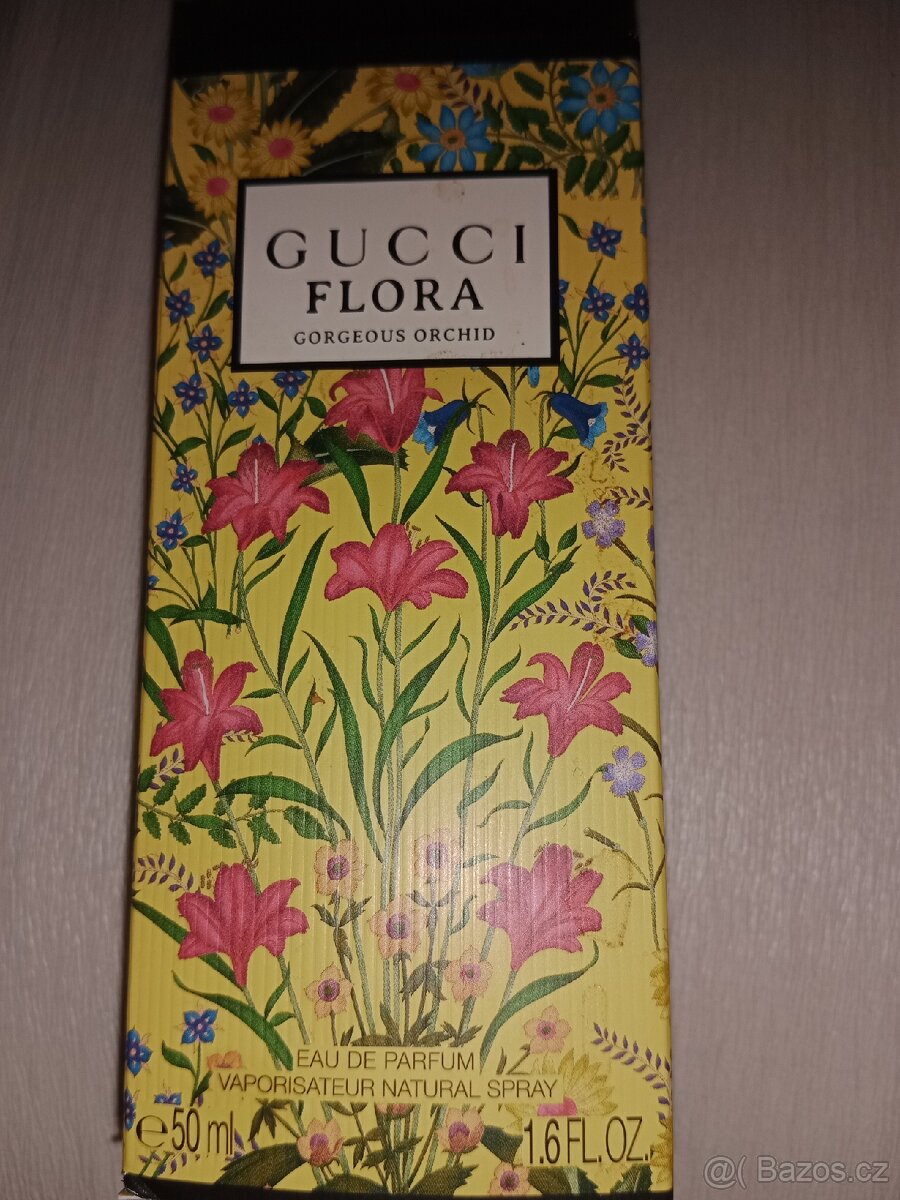 GUCCI
FLORA
GORGEOUS ORCHID
EAU DE PARFUM
VAPORISATEUR NATURAL SPRAY
℮50 ml
1.6 FL. OZ.
@( Bazos.cz